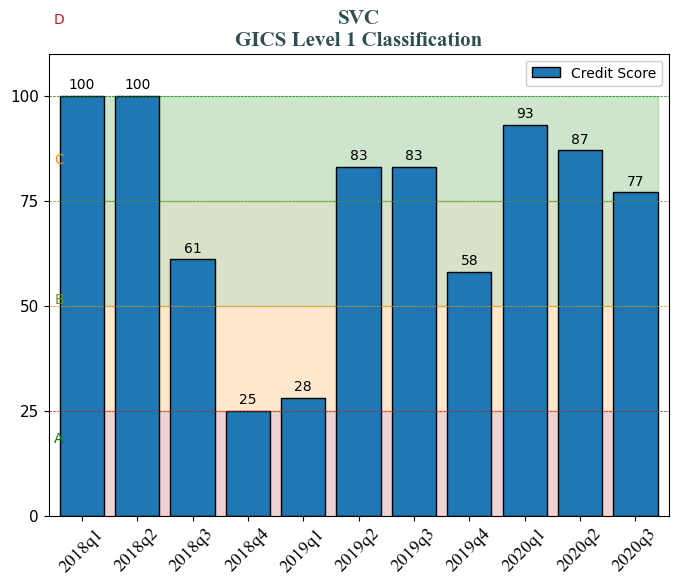 D
SVC
GICS Level 1 Classification
Credit Score
100
75
50
25
0
C
B
A
100
100
61
25
28
83
83
58
93
87
77
2018q1
2018q2
2018q3
2018q4
2019q1
2019q2
2019q3
2019q4
2020q1
2020q2
2020q3